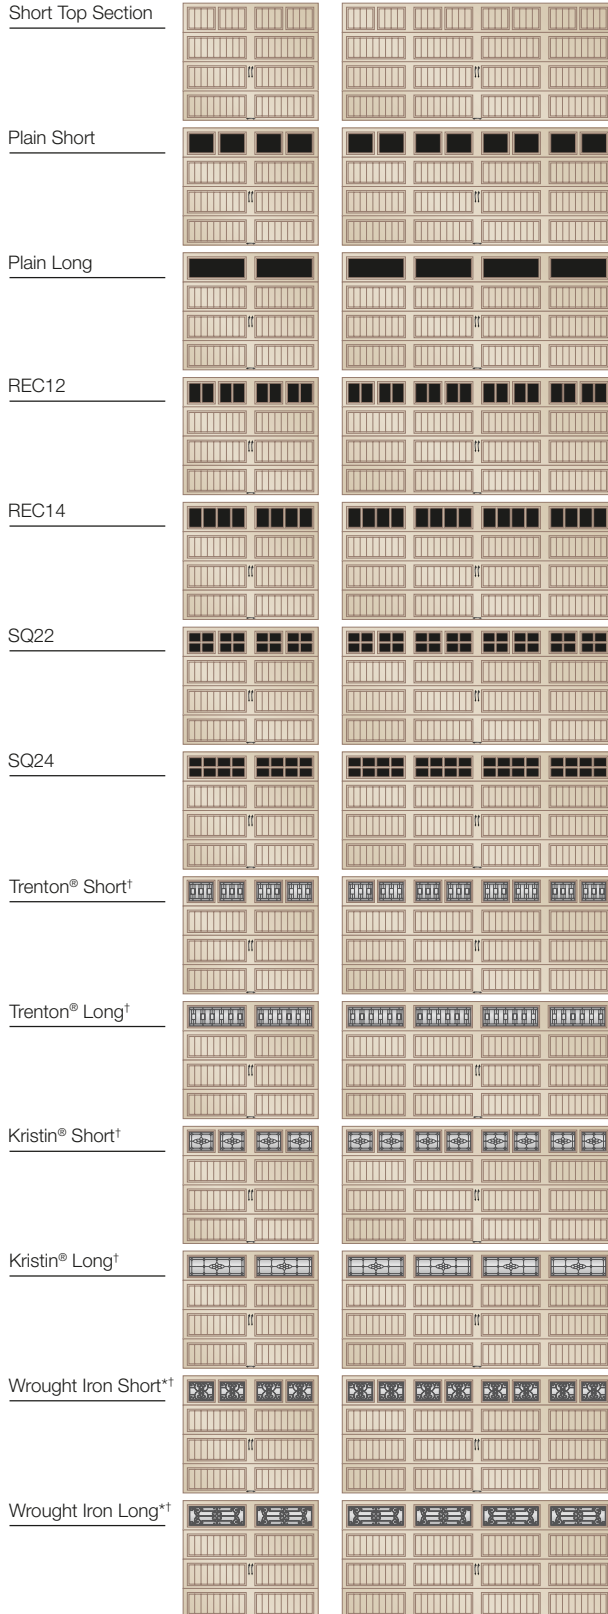 Short Top Section
Plain Short
Plain Long
REC12
REC14
SQ22
SQ24
Trenton® Short†
Trenton® Long†
Kristin® Short†
Kristin® Long†
Wrought Iron Short*†
Wrought Iron Long*†